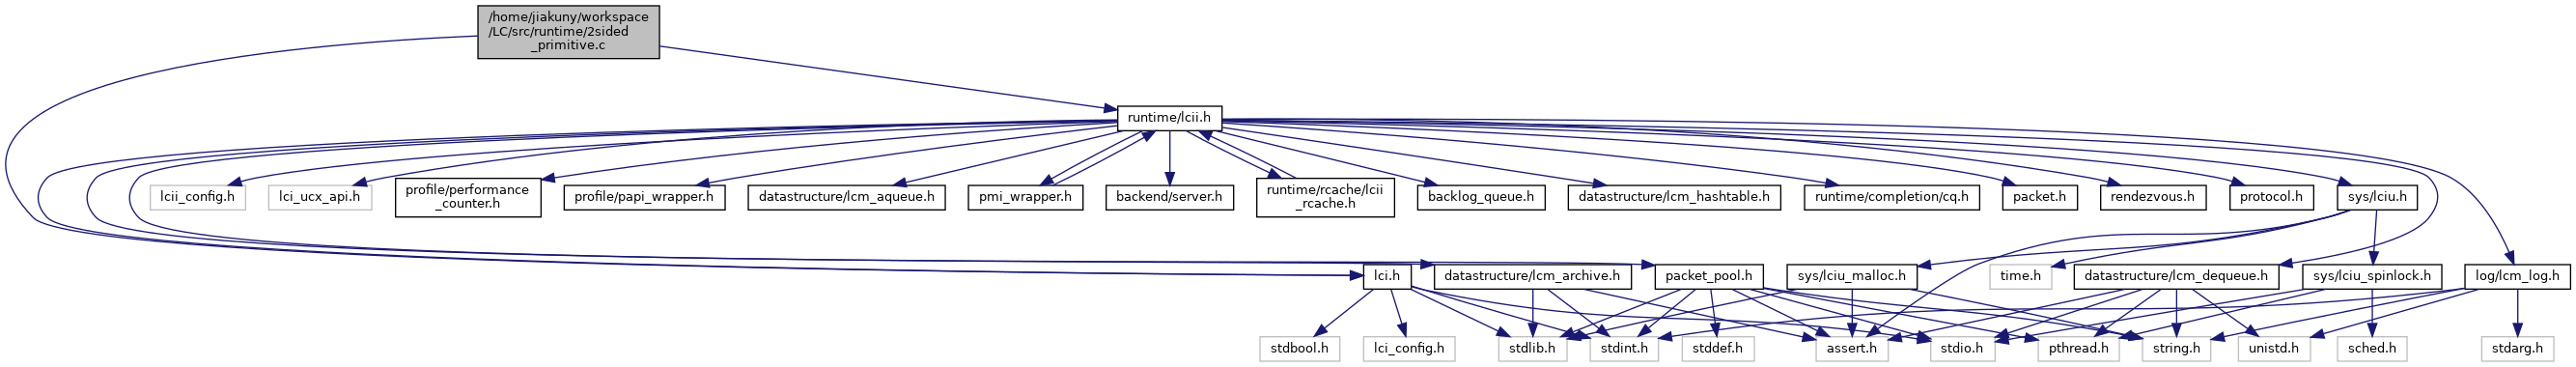 /home/jiakuny/workspace
/LC/src/runtime/2sided
_primitive.c
runtime/lcii.h
lcii_config.h
lci_ucx_api.h
profile/performance
_counter.h
profile/papi_wrapper.h
datastructure/lcm_aqueue.h
pmi_wrapper.h
backend/server.h
runtime/rcache/lcii
_rcache.h
backlog_queue.h
datastructure/lcm_hashtable.h
runtime/completion/cq.h
packet.h
rendezvous.h
protocol.h
sys/lciu.h
lci.h
datastructure/lcm_archive.h
packet_pool.h
sys/lciu_malloc.h
time.h
datastructure/lcm_dequeue.h
sys/lciu_spinlock.h
log/lcm_log.h
stdbool.h
lci_config.h
stdlib.h
stdint.h
stddef.h
assert.h
stdio.h
pthread.h
string.h
unistd.h
sched.h
stdarg.h